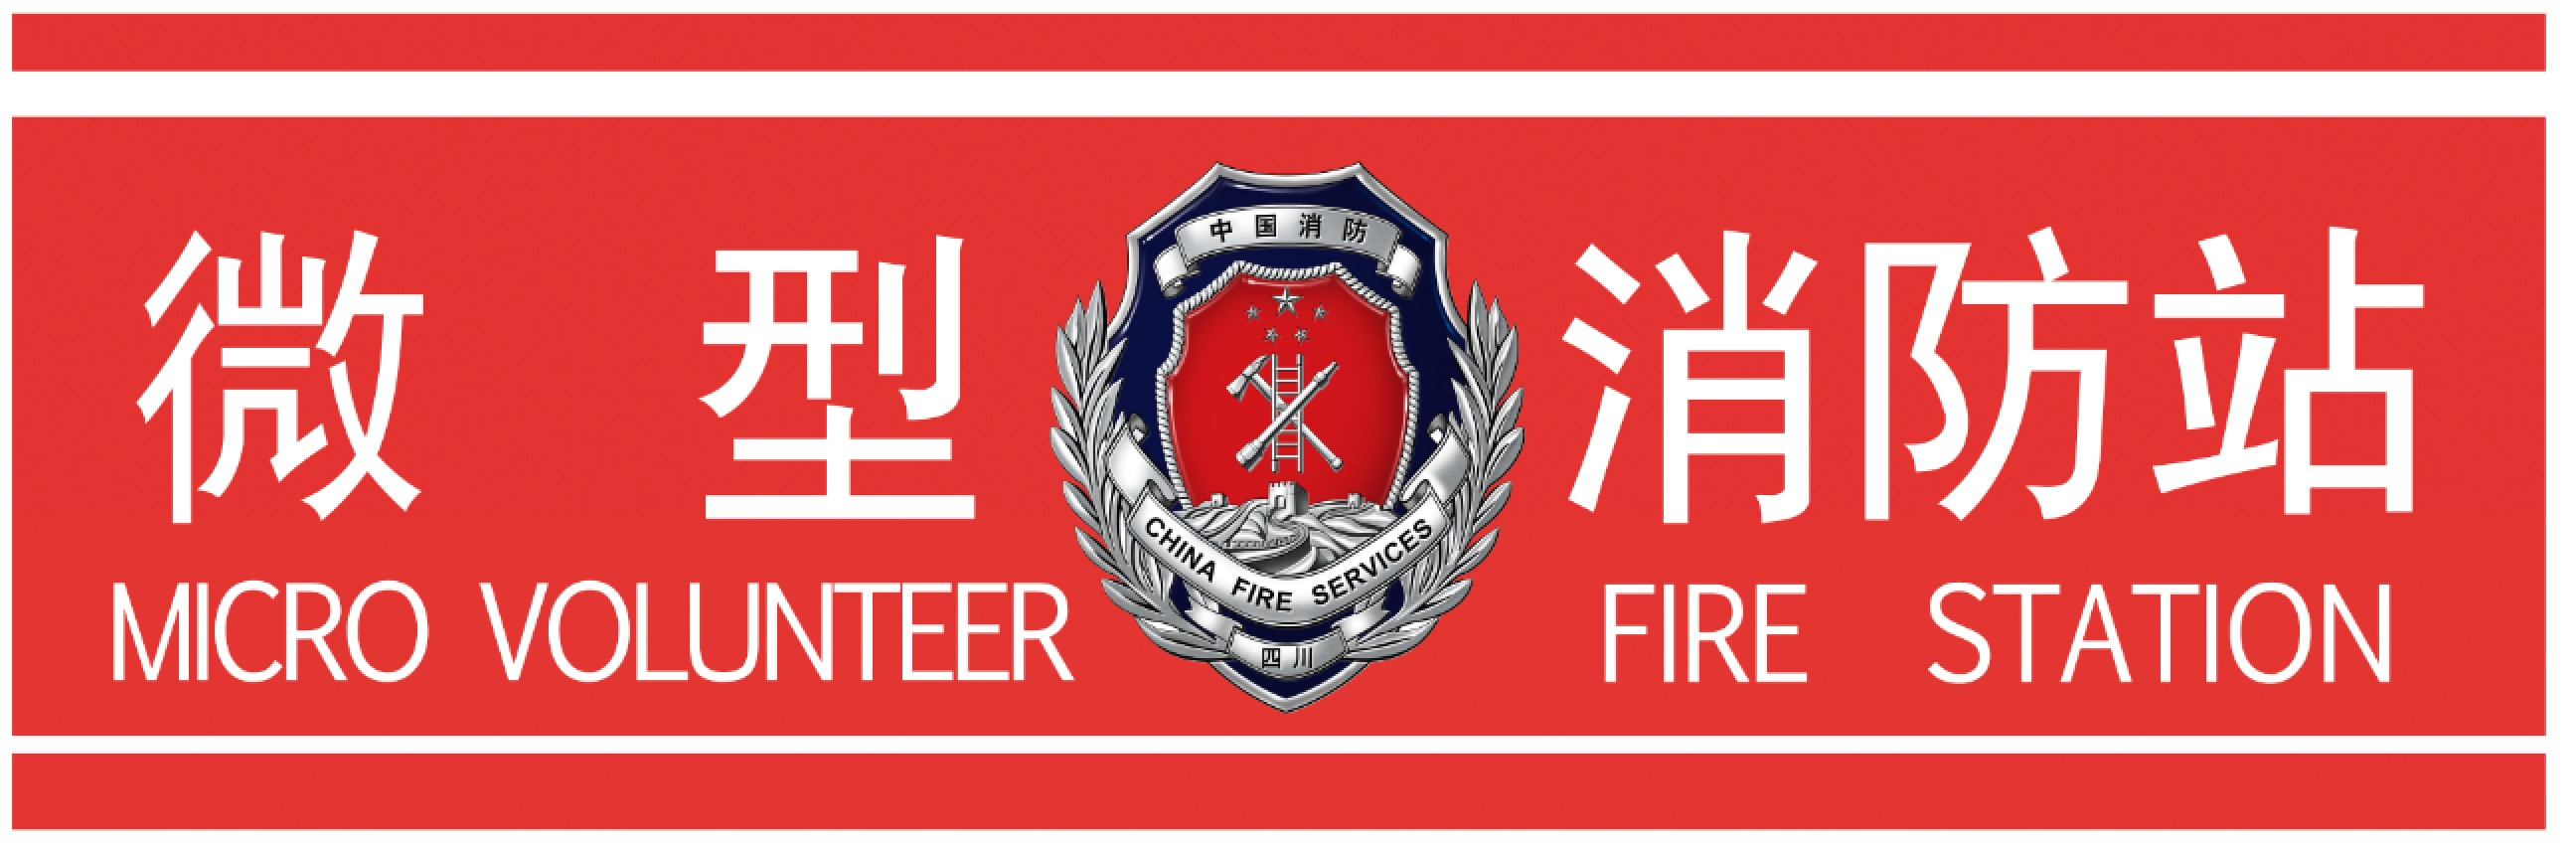 微型
中国消防
消防站
CHINA FIRE SERVICES
四川
MICRO VOLUNTEER
FIRE STATION